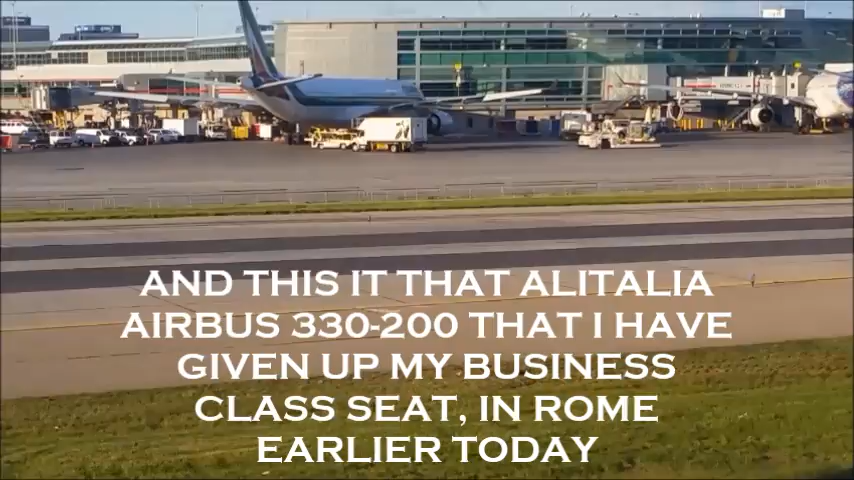 AND THIS IT THAT ALITALIA
AIRBUS 330-200 THAT I HAVE
GIVEN UP MY BUSINESS
CLASS SEAT, IN ROME
EARLIER TODAY